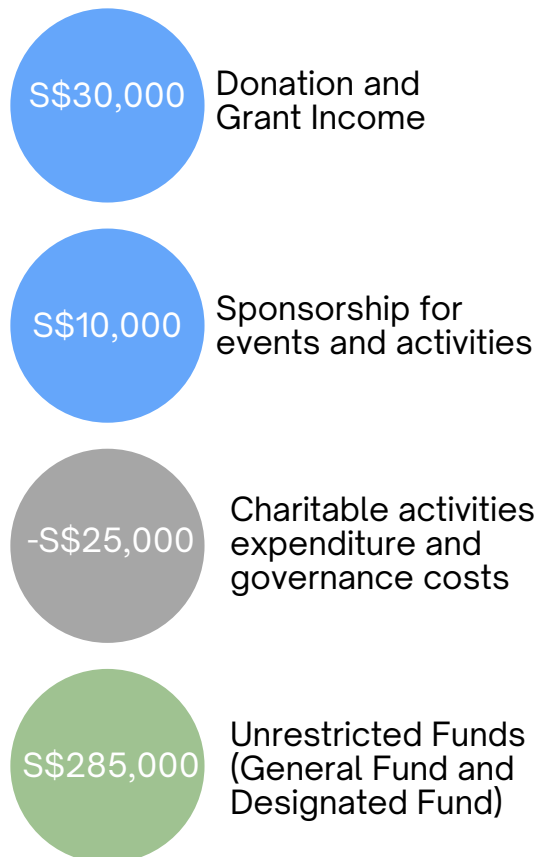 S$30,000
Donation and
Grant Income
S$10,000
Sponsorship for
events and activities
-S$25,000
Charitable activities
expenditure and
governance costs
S$285,000
Unrestricted Funds
(General Fund and
Designated Fund)